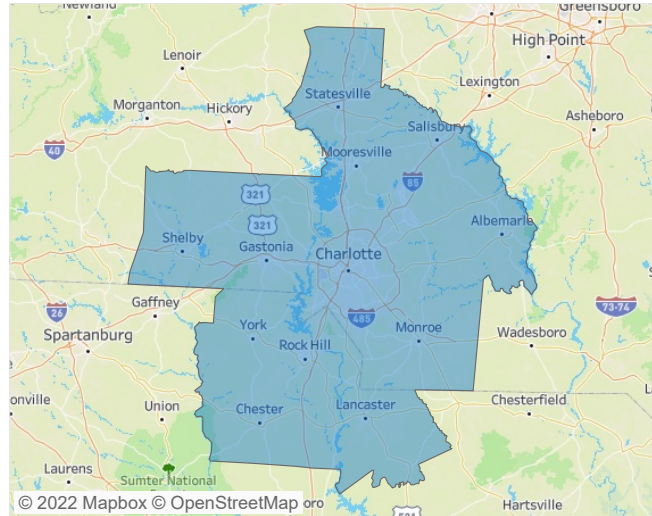 Newland
Greensboro
High Point
Lenoir
Lexington
Statesville
Morganton
Hickory
Salisbury
Asheboro
40
Mooresville
85
321
321
Albemarle
Shelby
Gastonia
Charlotte
Gaffney
26
73-74
485
Spartanburg
York
Monroe
Wadesboro
Rock Hill
Union
Chester
Lancaster
Chesterfield
Laurens
Sumter National
Hartsville
521
© 2022 Mapbox © OpenStreetMap